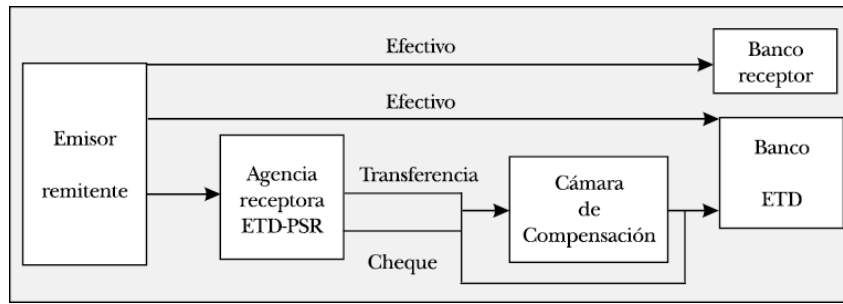 Efectivo
Banco
receptor
Efectivo
Emisor
remitente
Banco
ETD
Agencia
receptora
ETD-PSR
Transferencia
Cheque
Cámara
de
Compensación